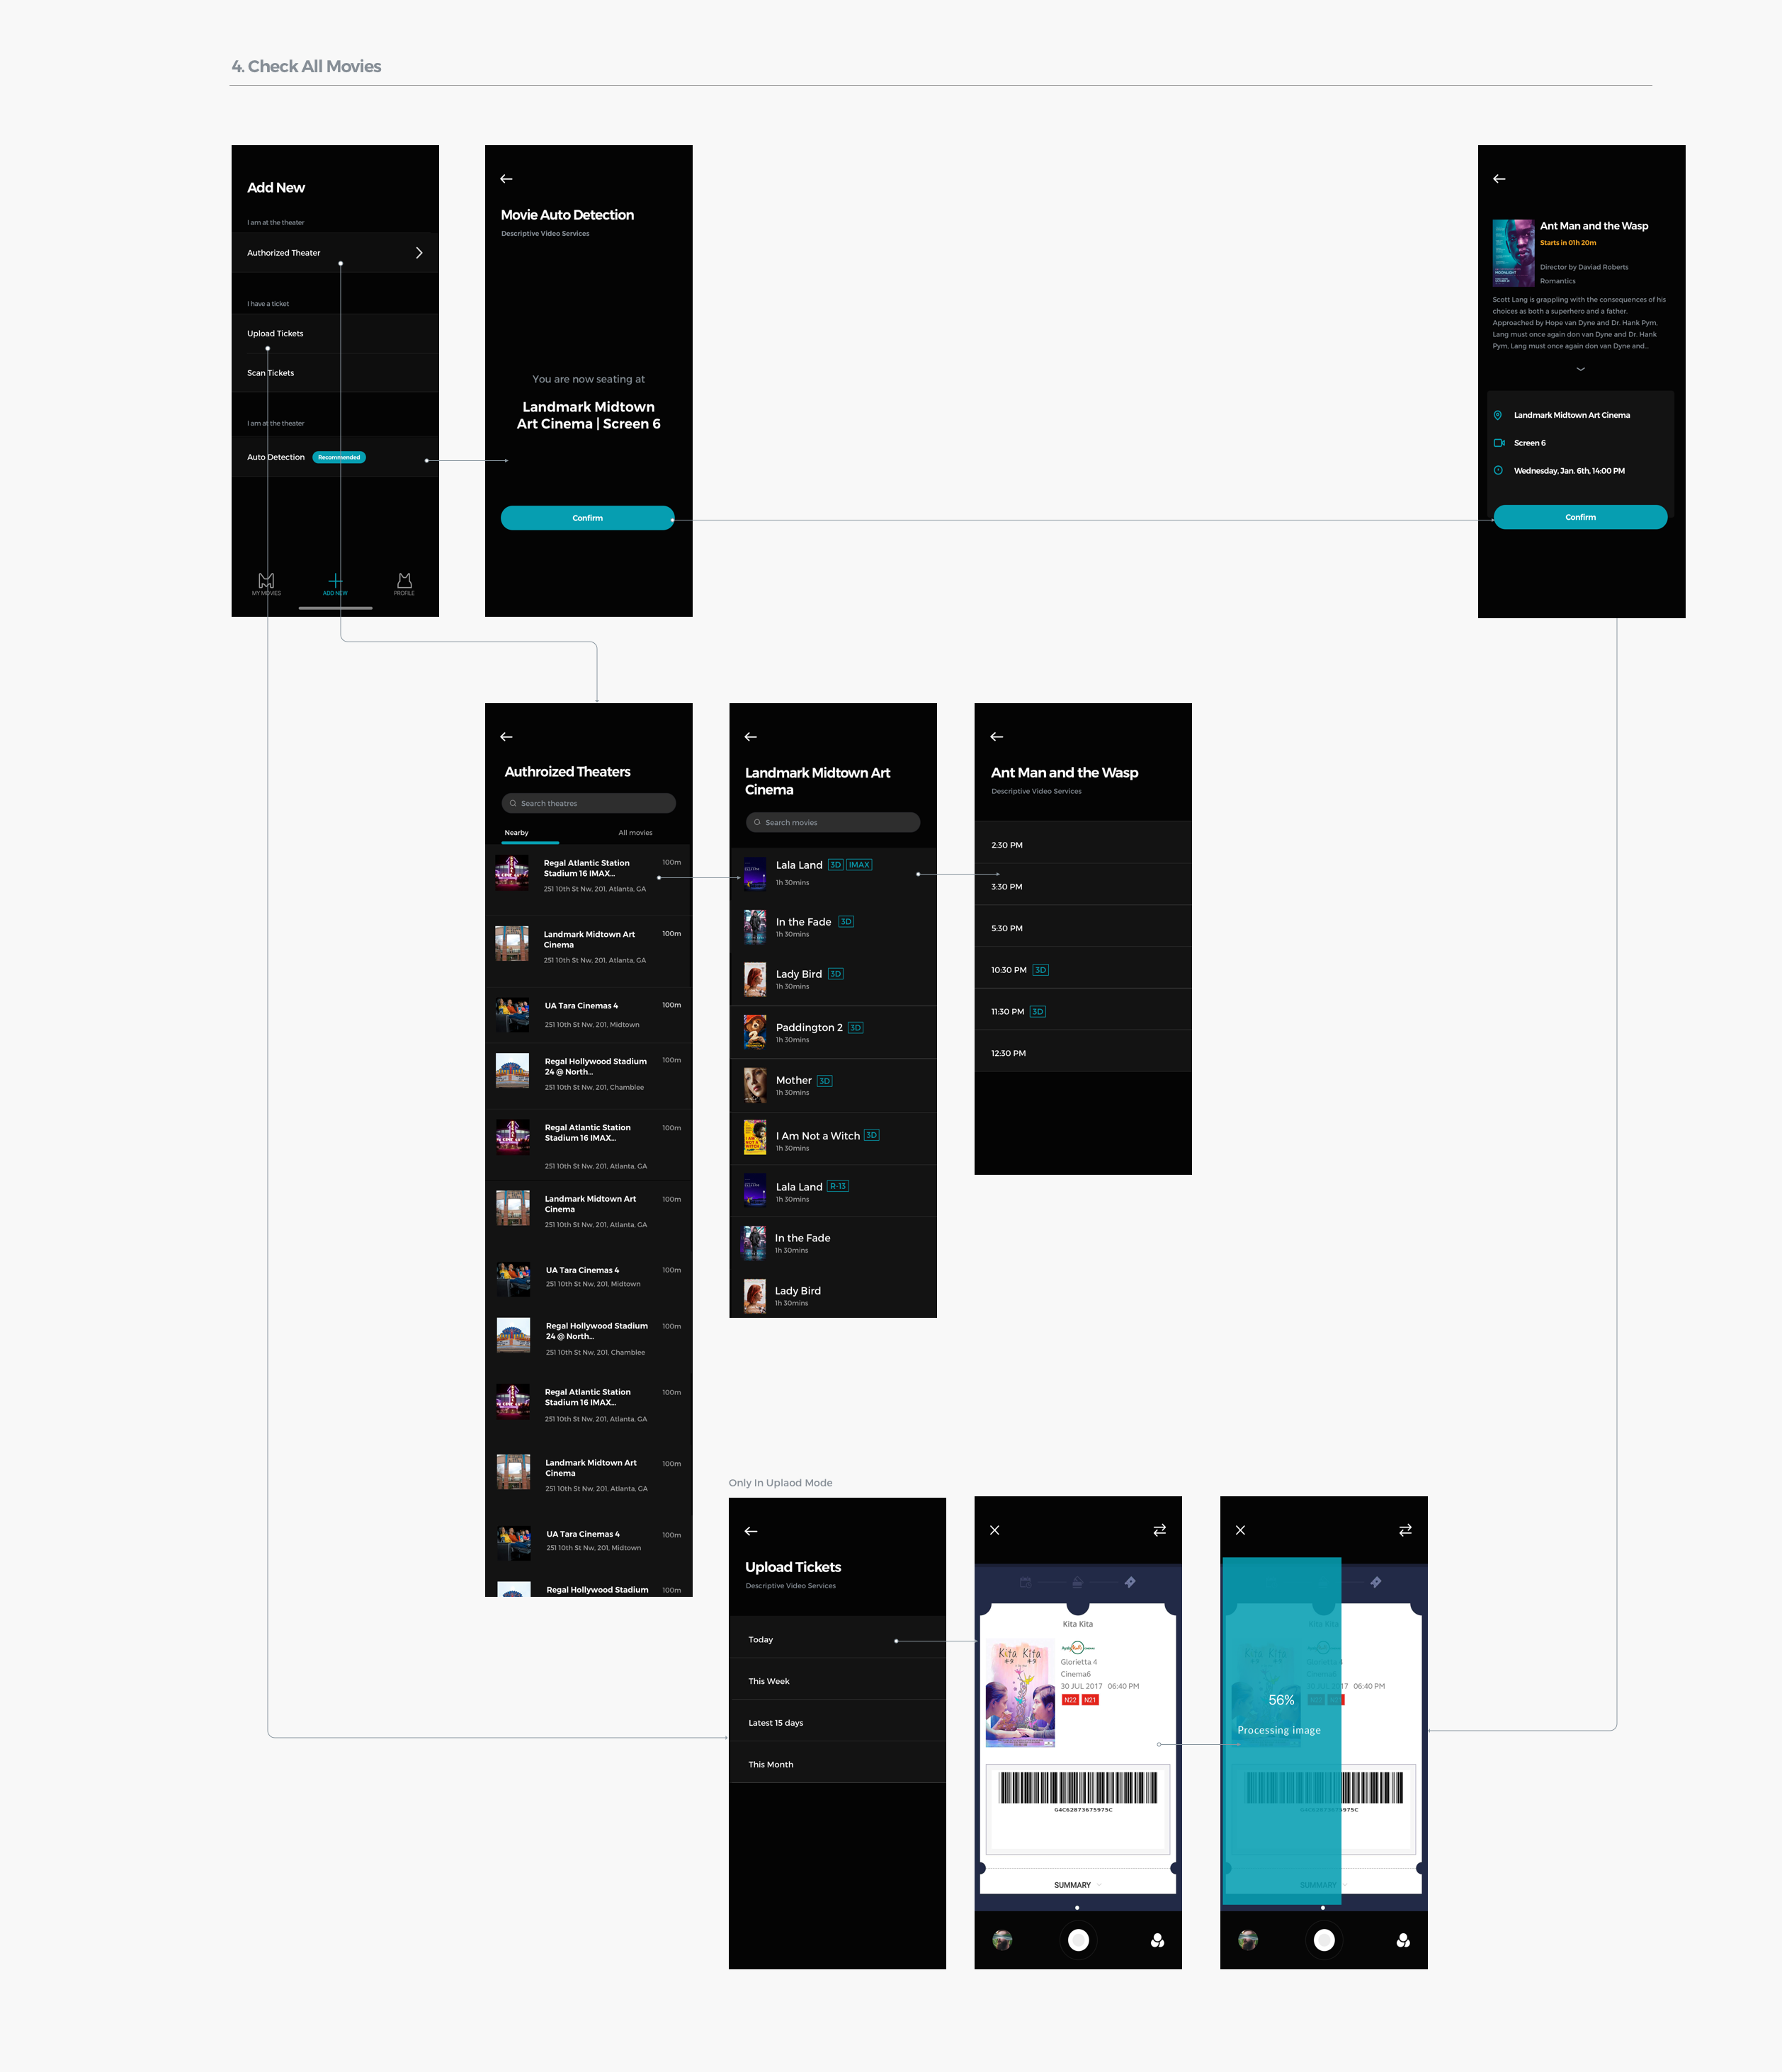 4. Check All Movies
Add New
I am at the theater
Authorized Theater
I have a ticket
Upload Tickets
Scan Tickets
I am at the theater
Auto Detection Recommended
MY MOVIES
ADD NEW
PROFILE
Movie Auto Detection
Descriptive Video Services
You are now seating at
Landmark Midtown
Art Cinema | Screen 6
Confirm
MOONLIGHT
Ant Man and the Wasp
Starts in 01h 20m
Director by Daviad Roberts
Romantics
Scott Lang is grappling with the consequences of his
choices as both a superhero and a father.
Approached by Hope van Dyne and Dr. Hank Pym,
Lang must once again don van Dyne and Dr. Hank
Pym, Lang must once again don van Dyne and...
Landmark Midtown Art Cinema
Screen 6
Wednesday, Jan. 6th, 14:00 PM
Confirm
Authroized Theaters
Search theatres
Nearby
All movies
Regal Atlantic Station
Stadium 16 IMAX...
100m
251 10th St Nw, 201, Atlanta, GA
Landmark Midtown Art
Cinema
100m
251 10th St Nw, 201, Atlanta, GA
UA Tara Cinemas 4
100m
251 10th St Nw, 201, Midtown
Regal Hollywood Stadium
24 @ North...
100m
251 10th St Nw, 201, Chamblee
Regal Atlantic Station
Stadium 16 IMAX...
100m
251 10th St Nw, 201, Atlanta, GA
Landmark Midtown Art
Cinema
100m
251 10th St Nw, 201, Atlanta, GA
UA Tara Cinemas 4
100m
251 10th St Nw, 201, Midtown
Regal Hollywood Stadium
24 @ North...
100m
251 10th St Nw, 201, Chamblee
Regal Atlantic Station
Stadium 16 IMAX...
100m
251 10th St Nw, 201, Atlanta, GA
Landmark Midtown Art
Cinema
100m
251 10th St Nw, 201, Atlanta, GA
UA Tara Cinemas 4
100m
251 10th St Nw, 201, Midtown
Regal Hollywood Stadium
100m
Landmark Midtown Art
Cinema
Search movies
Lala Land 3D IMAX
1h 30mins
In the Fade 3D
1h 30mins
Lady Bird 3D
1h 30mins
Paddington 2 3D
1h 30mins
Mother 3D
1h 30mins
I AM
NOT A
WITCH
I Am Not a Witch 3D
1h 30mins
Lala Land R-13
1h 30mins
In the Fade
1h 30mins
Lady Bird
1h 30mins
Ant Man and the Wasp
Descriptive Video Services
2:30 PM
3:30 PM
5:30 PM
10:30 PM 3D
11:30 PM 3D
12:30 PM
Only In Uplaod Mode
Upload Tickets
Descriptive Video Services
Today
This Week
Latest 15 days
This Month
Kita Kita
Kita Kita
Glorietta 4
Cinema6
30 JUL 2017 06:40 PM
N22 N21
G4C62873675975C
SUMMARY
Kita Kita
Kita Kita
Glorietta 4
Cinema6
30 JUL 2017 06:40 PM
56%
Processing image
G4C62873675975C
SUMMARY